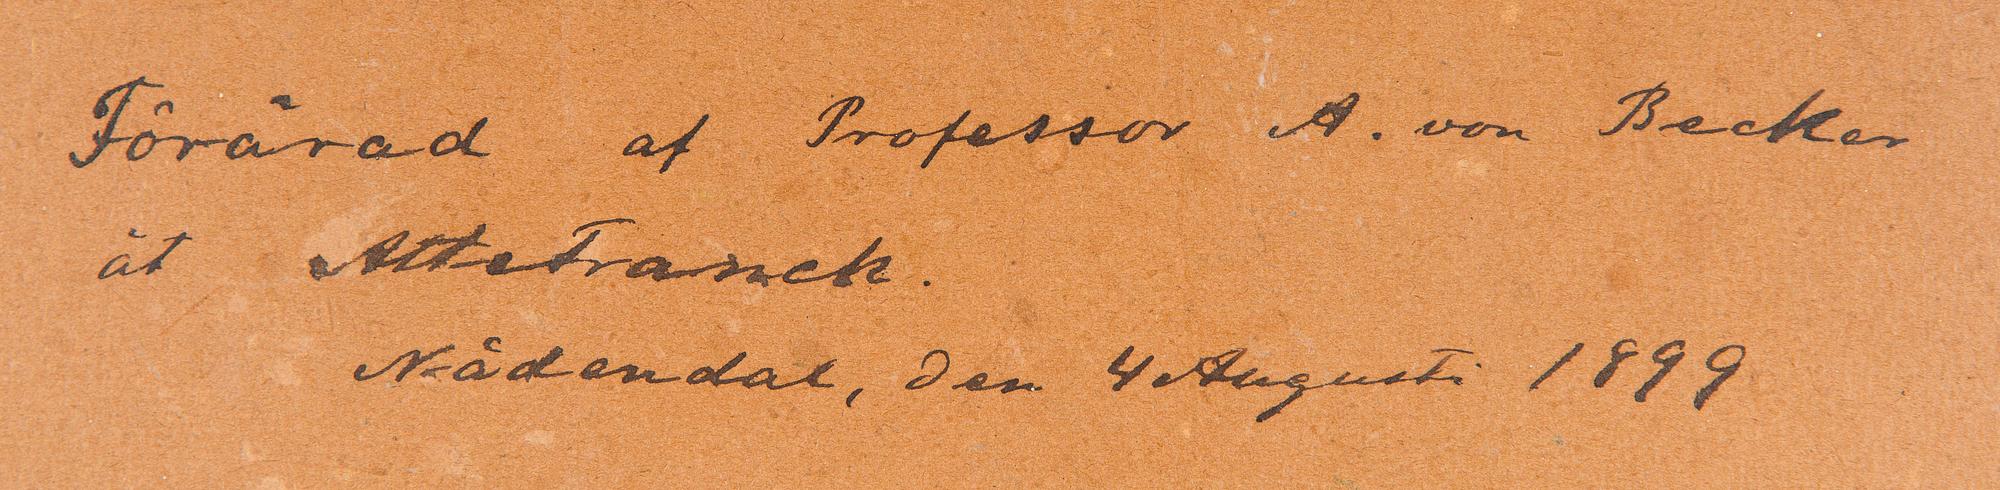 Förärad af Professor A. von Becker
åt Atte Franck.
Nådendal, den 4 Augusti 1899